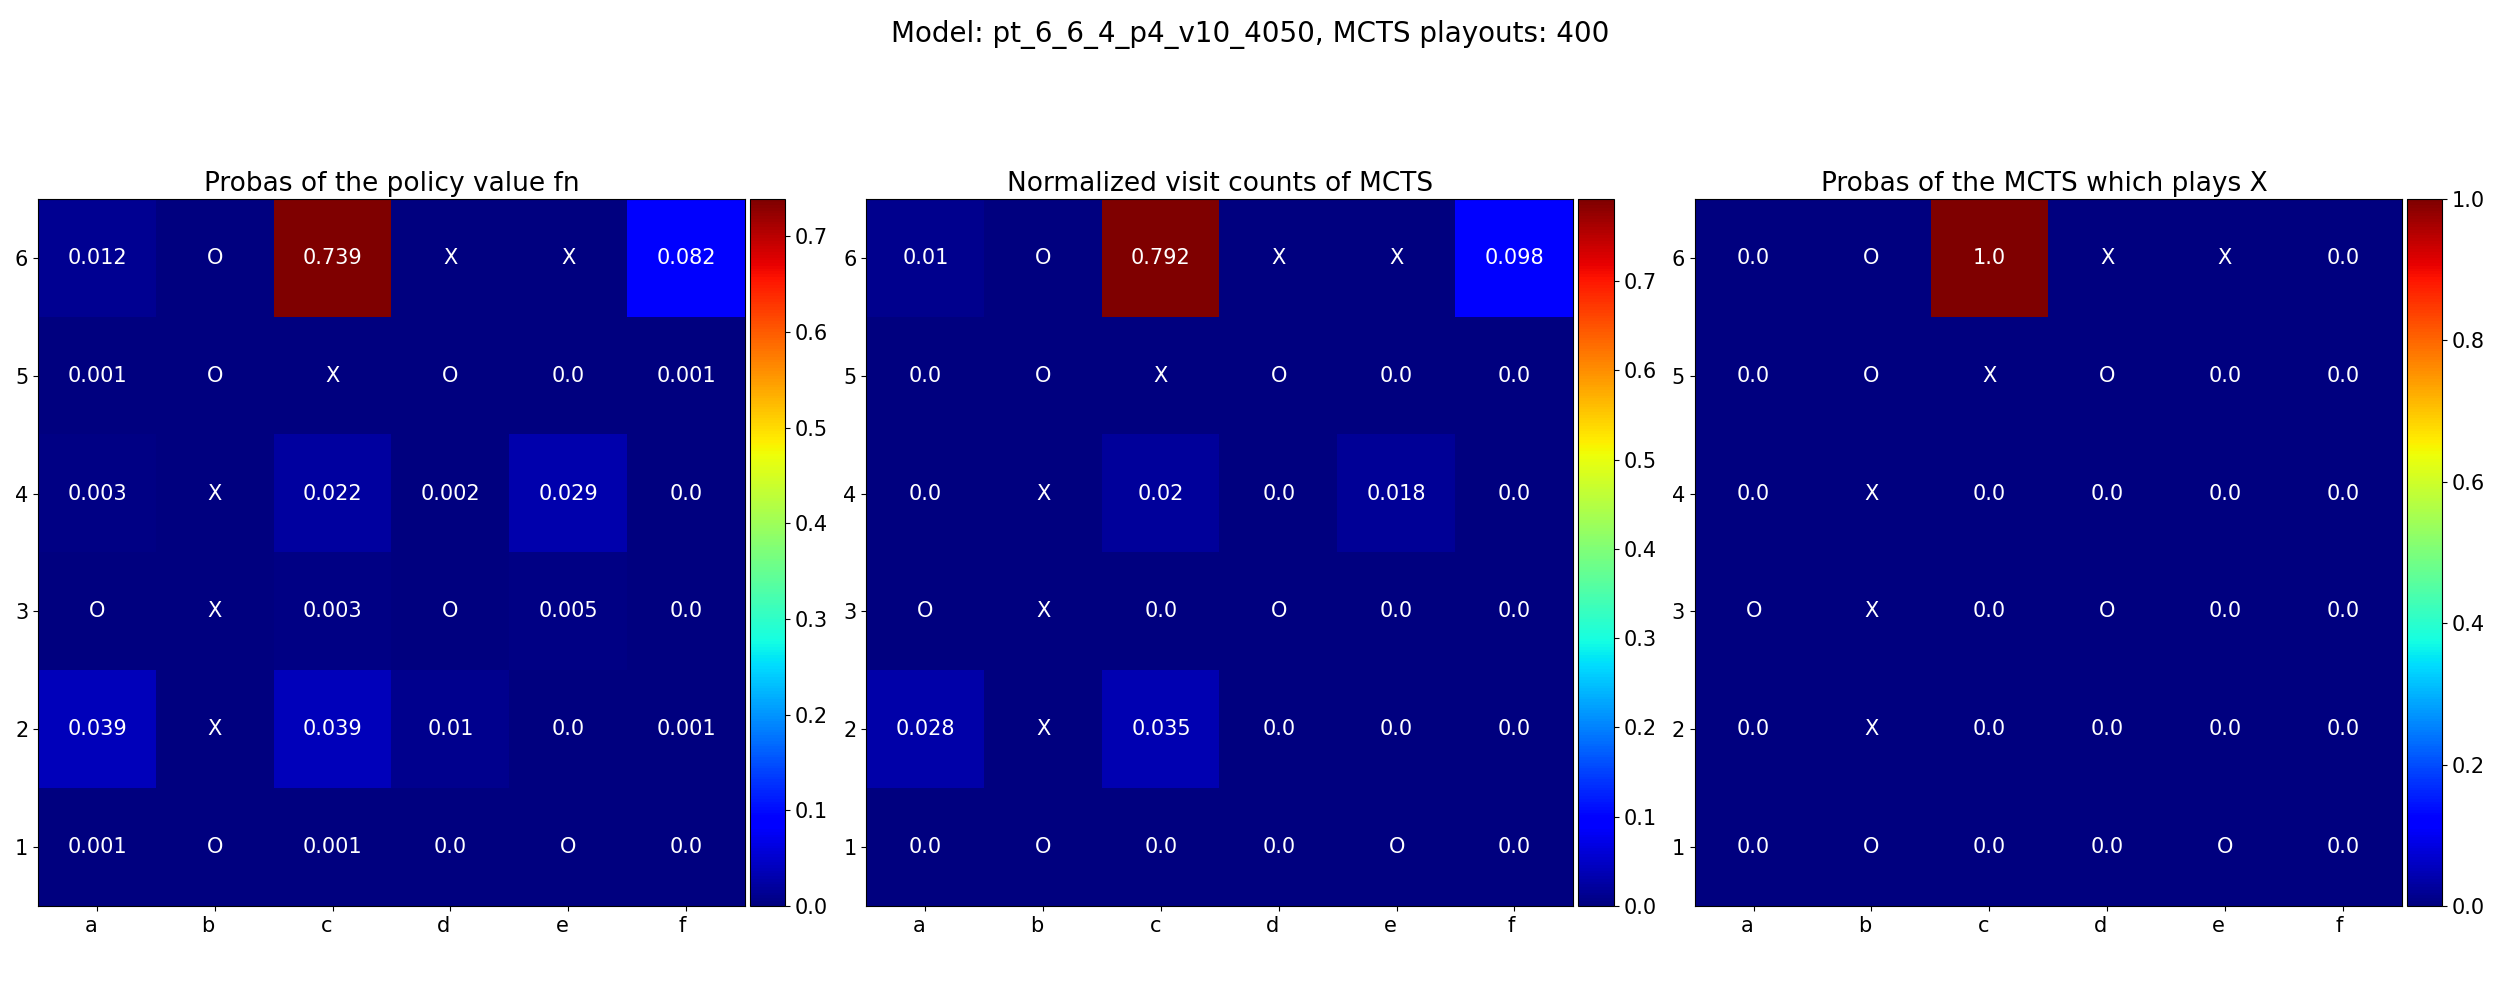 Model: pt_6_6_4_p4_v10_4050, MCTS playouts: 400
Probas of the policy value fn
6 0.012 O 0.739 X X 0.082
5 0.001 O X O 0.0 0.001
4 0.003 X 0.022 0.002 0.029 0.0
3 O X 0.003 O 0.005 0.0
2 0.039 X 0.039 0.01 0.0 0.001
1 0.001 O 0.001 0.0 O 0.0
a b c d e f
0.7
0.6
0.5
0.4
0.3
0.2
0.1
0.0
Normalized visit counts of MCTS
6 0.01 O 0.792 X X 0.098
5 0.0 O X O 0.0 0.0
4 0.0 X 0.02 0.0 0.018 0.0
3 O X 0.0 O 0.0 0.0
2 0.028 X 0.035 0.0 0.0 0.0
1 0.0 O 0.0 0.0 O 0.0
a b c d e f
0.7
0.6
0.5
0.4
0.3
0.2
0.1
0.0
Probas of the MCTS which plays X
6 0.0 O 1.0 X X 0.0
5 0.0 O X O 0.0 0.0
4 0.0 X 0.0 0.0 0.0 0.0
3 O X 0.0 O 0.0 0.0
2 0.0 X 0.0 0.0 0.0 0.0
1 0.0 O 0.0 0.0 O 0.0
a b c d e f
1.0
0.8
0.6
0.4
0.2
0.0